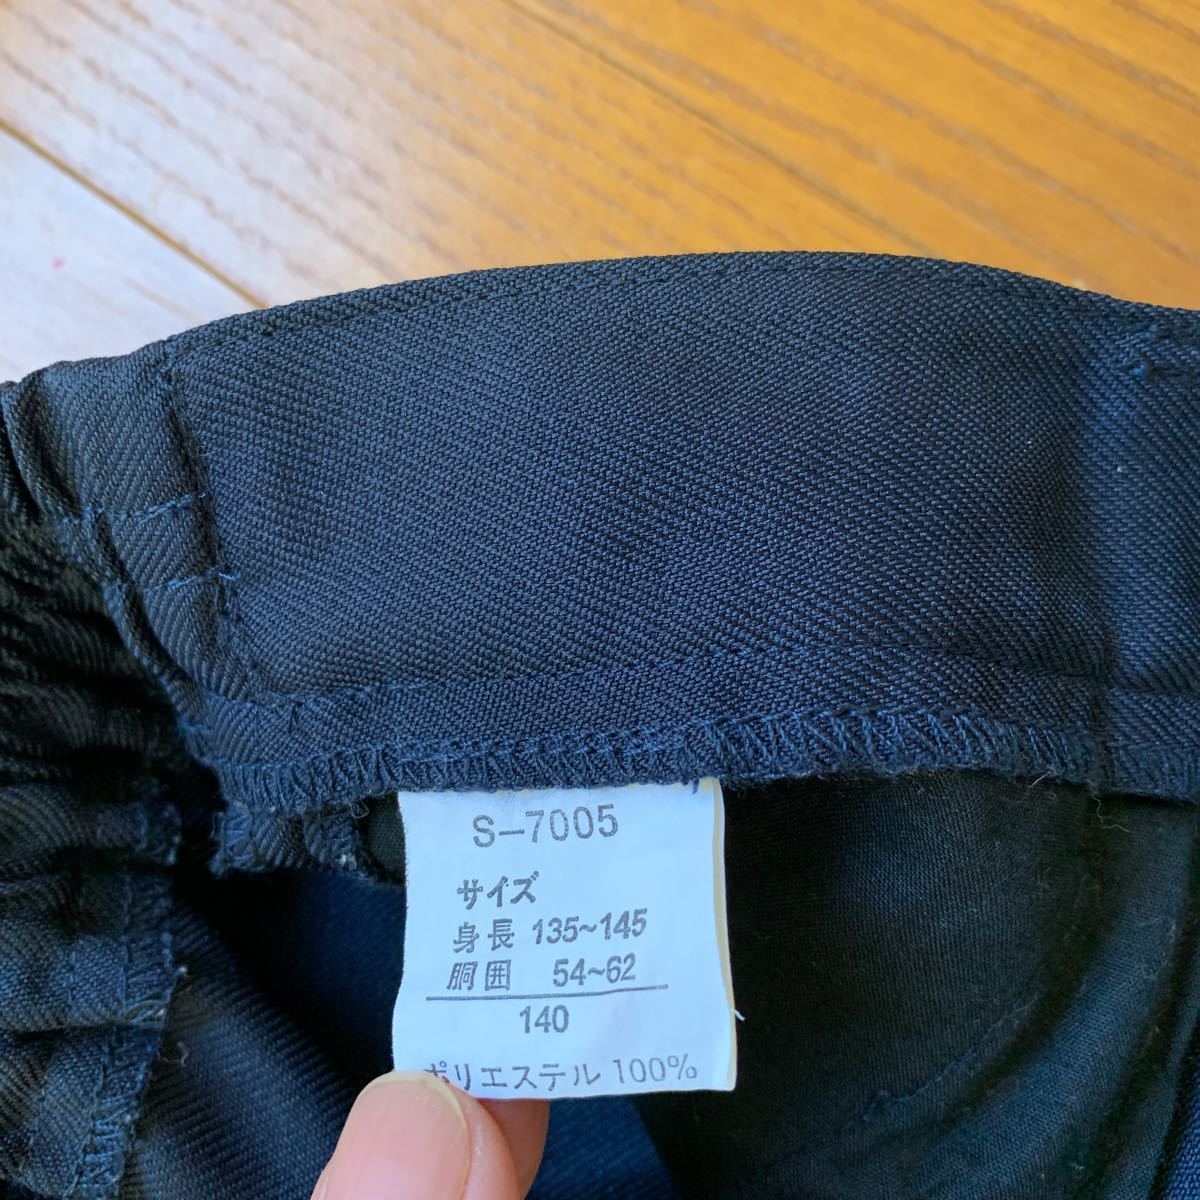 S-7005
サイズ
身長 135~145
胴囲 54~62
140
ポリエステル 100%